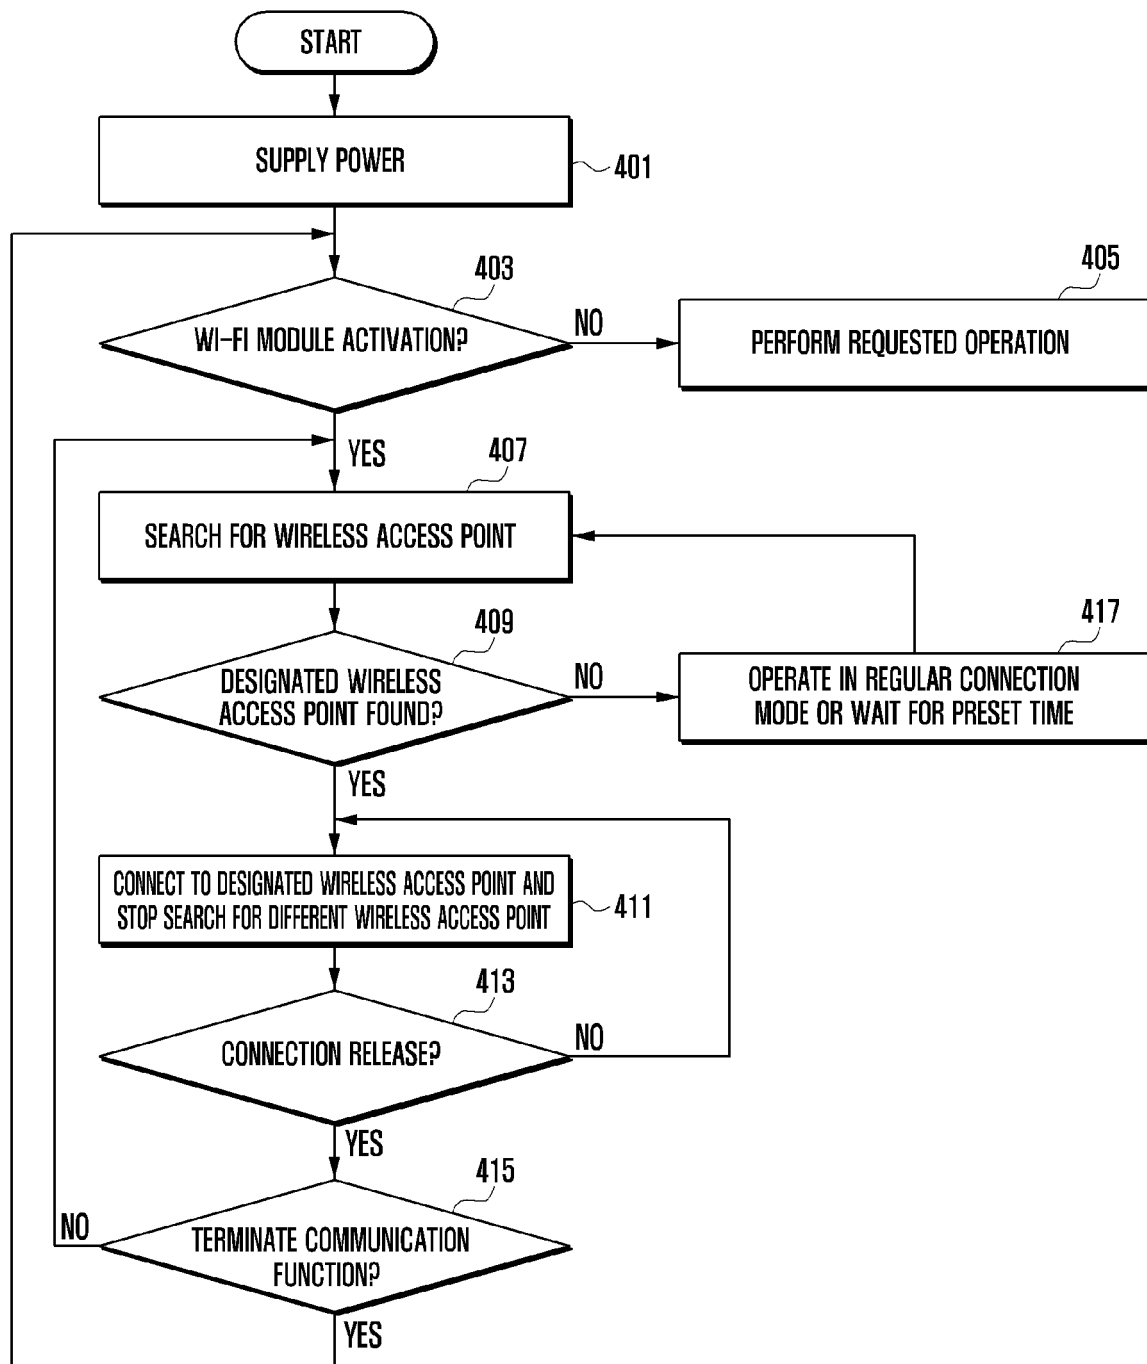 START
SUPPLY POWER
401
403
WI-FI MODULE ACTIVATION?
NO
405
PERFORM REQUESTED OPERATION
YES
407
SEARCH FOR WIRELESS ACCESS POINT
409
DESIGNATED WIRELESS
ACCESS POINT FOUND?
NO
417
OPERATE IN REGULAR CONNECTION
MODE OR WAIT FOR PRESET TIME
YES
CONNECT TO DESIGNATED WIRELESS ACCESS POINT AND
STOP SEARCH FOR DIFFERENT WIRELESS ACCESS POINT
411
413
CONNECTION RELEASE?
NO
YES
415
NO
TERMINATE COMMUNICATION
FUNCTION?
YES